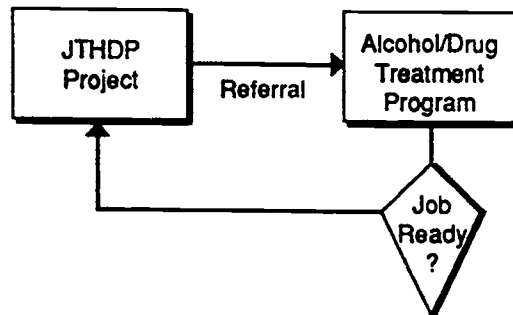 JTHDP
Project
Referral
Alcohol/Drug
Treatment
Program
Job
Ready
?